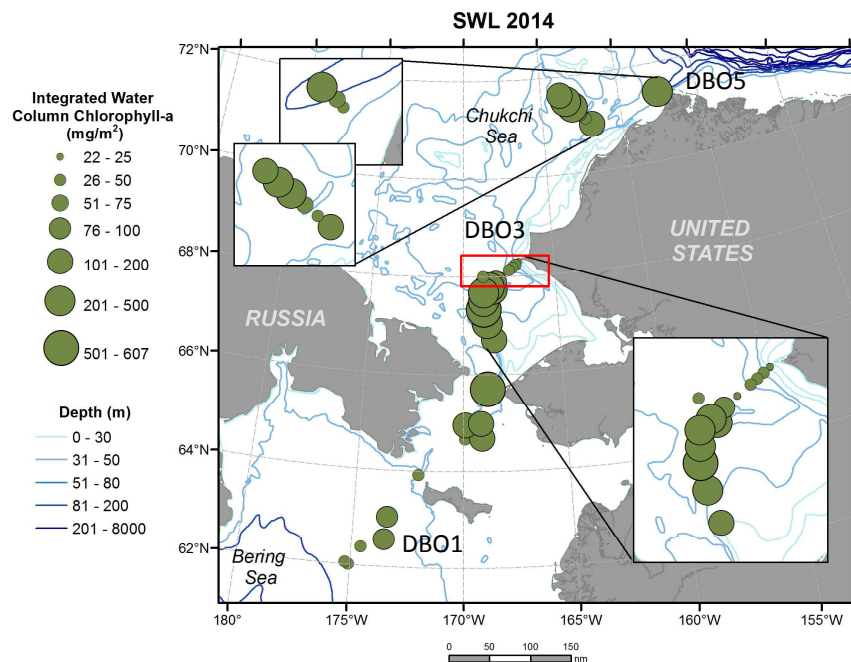 SWL 2014
Integrated Water
Column Chlorophyll-a
(mg/m²)
22 - 25
26 - 50
51 - 75
76 - 100
101 - 200
201 - 500
501 - 607
Depth (m)
0 - 30
31 - 50
51 - 80
81 - 200
201 - 8000
72°N
70°N
68°N
66°N
64°N
62°N
Chukchi
Sea
DBO5
DBO3
UNITED
STATES
RUSSIA
DBO1
Bering
Sea
180°
175°W
170°W
165°W
160°W
155°W
0
50
100
150
nm